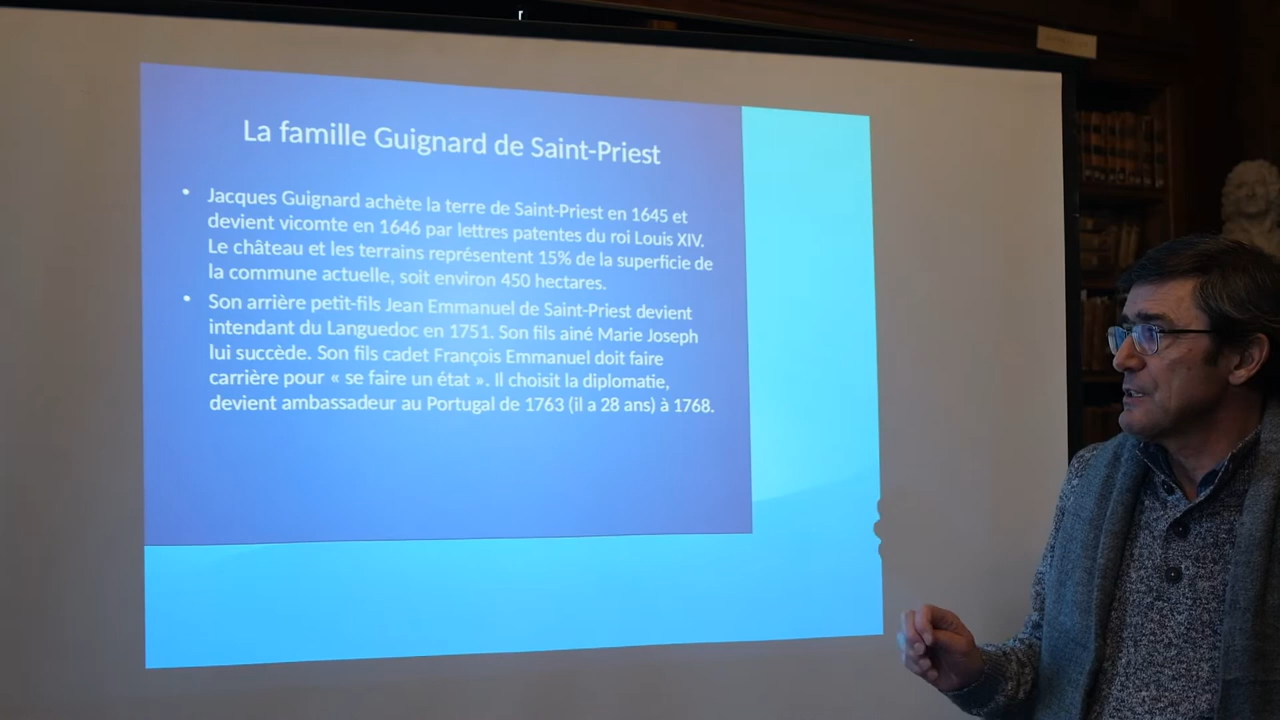 La famille Guignard de Saint-Priest
• Jacques Guignard achète la terre de Saint-Priest en 1645 et
devient vicomte en 1646 par lettres patentes du roi Louis XIV.
Le château et les terrains représentent 15% de la superficie de
la commune actuelle, soit environ 450 hectares.
• Son arrière petit-fils Jean Emmanuel de Saint-Priest devient
intendant du Languedoc en 1751. Son fils ainé Marie Joseph
lui succède. Son fils cadet François Emmanuel doit faire
carrière pour « se faire un état ». Il choisit la diplomatie,
devient ambassadeur au Portugal de 1763 (il a 28 ans) à 1768.